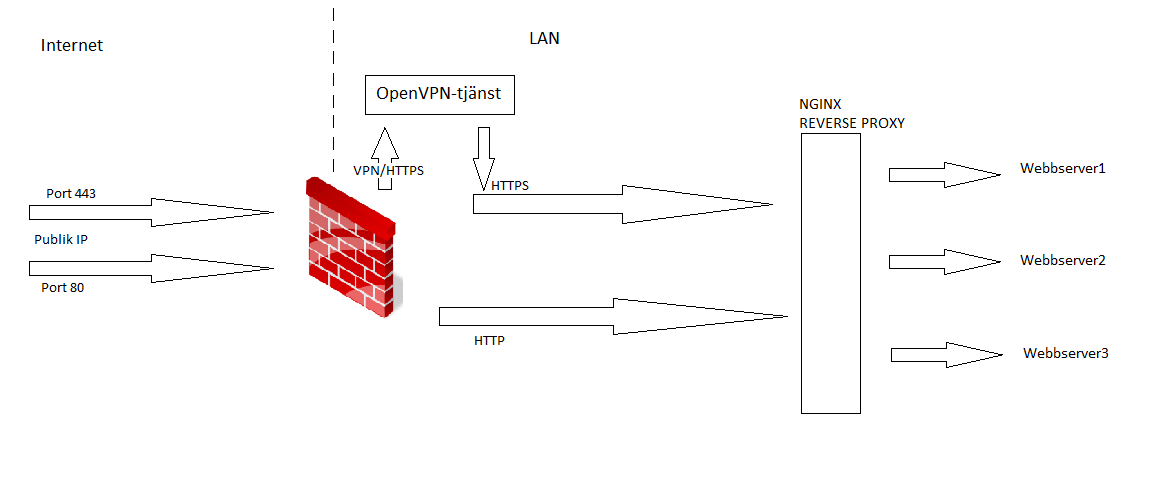 Internet
LAN
OpenVPN-tjänst
NGINX
REVERSE PROXY
VPN/HTTPS
Webbserver1
HTTPS
Port 443
Publik IP
Webbserver2
Port 80
HTTP
Webbserver3